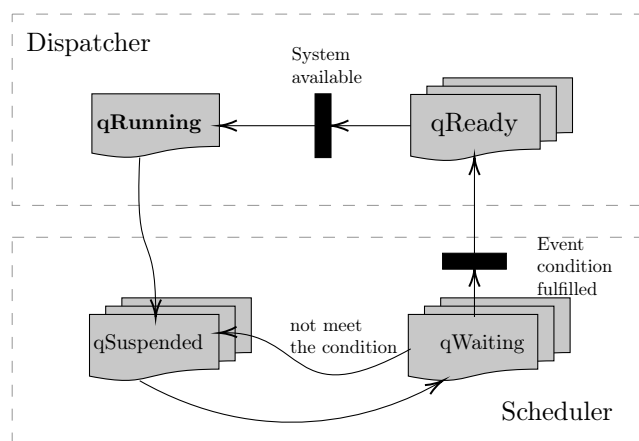 Dispatcher
System
available
qRunning
qReady
Event
condition
fulfilled
not meet
the condition
qSuspended
qWaiting
Scheduler